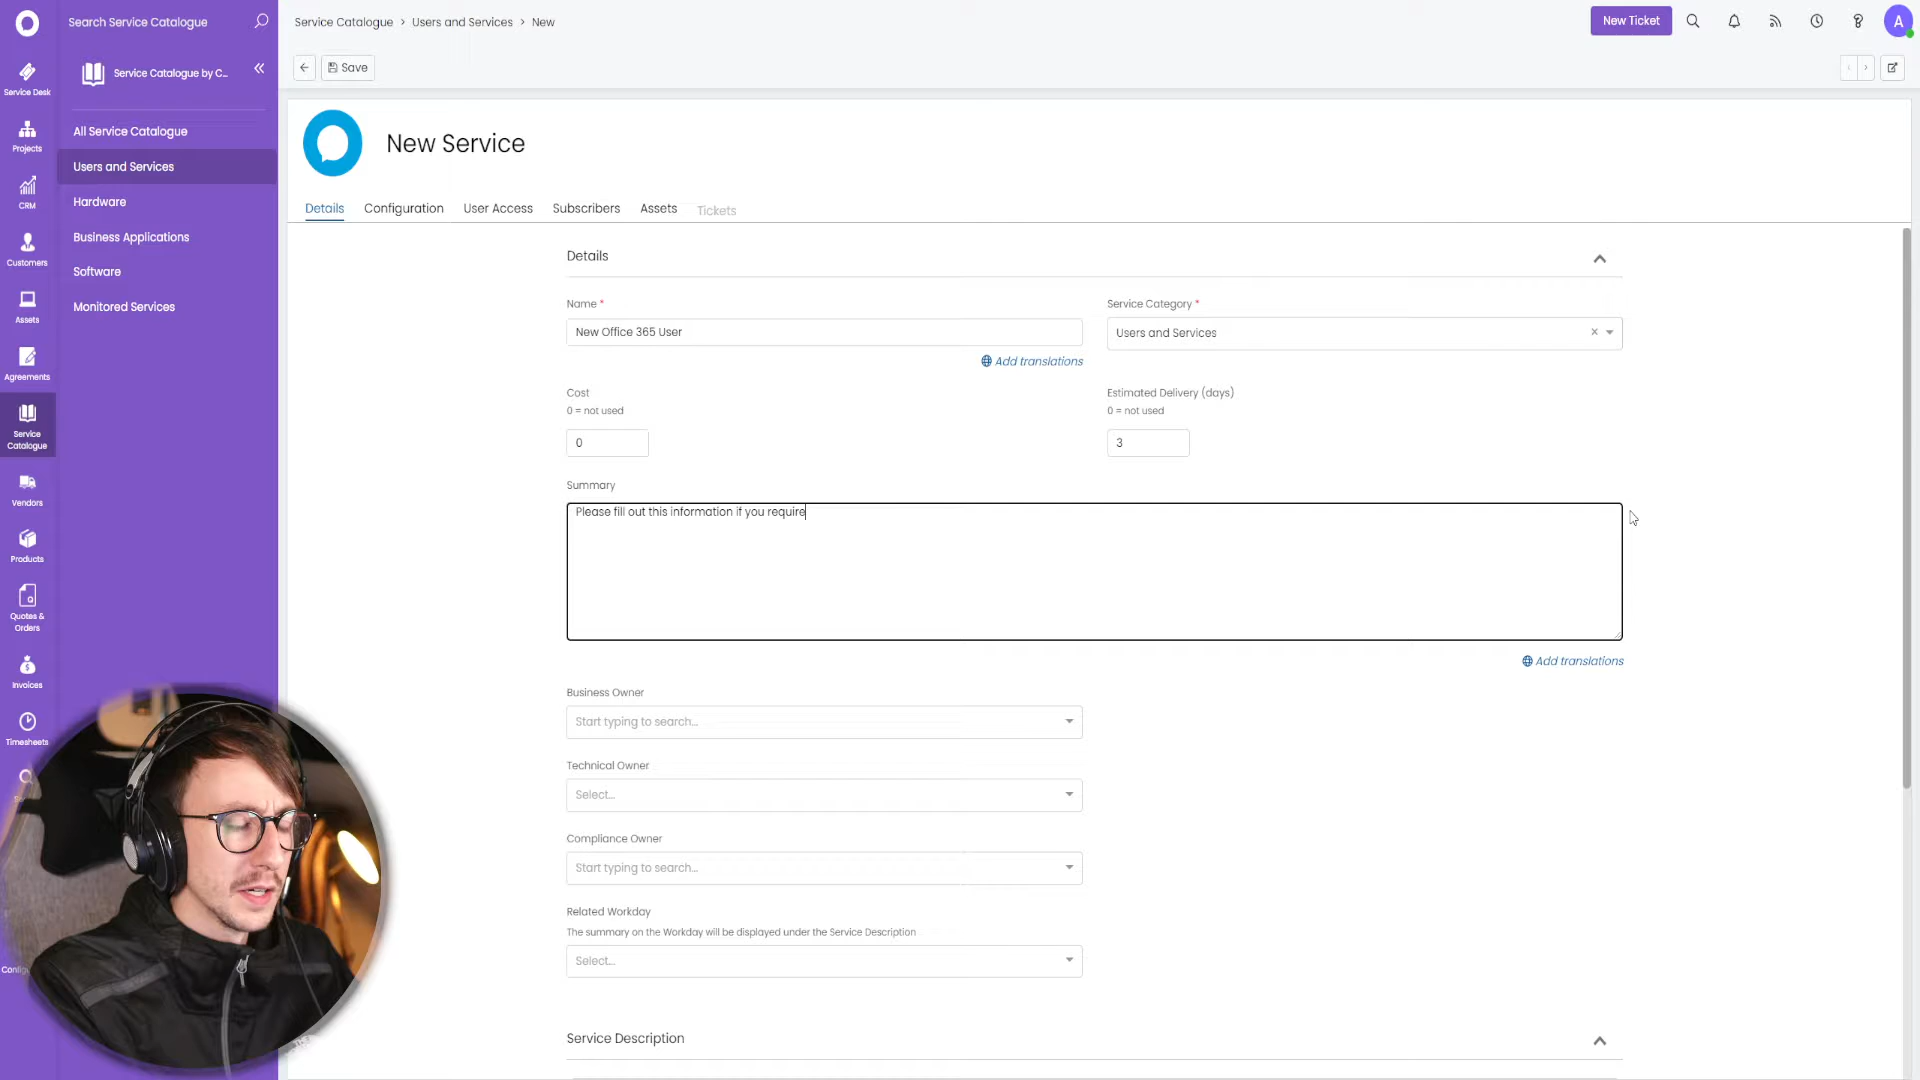 Search Service Catalogue
Service Catalogue > Users and Services > New
New Ticket
A
Service Catalogue by C...
Save
Service Desk
Projects
CRM
Customers
Assets
Agreements
Service
Catalogue
Vendors
Products
Quotes &
Orders
Invoices
Timesheets
All Service Catalogue
Users and Services
Hardware
Business Applications
Software
Monitored Services
New Service
Details
Configuration
User Access
Subscribers
Assets
Tickets
Details
Name *
New Office 365 User
Add translations
Service Category *
Users and Services
Cost
0 = not used
0
Estimated Delivery (days)
0 = not used
3
Summary
Please fill out this information if you require
Add translations
Business Owner
Start typing to search...
Technical Owner
Select...
Compliance Owner
Start typing to search...
Related Workday
The summary on the Workday will be displayed under the Service Description
Select...
Service Description